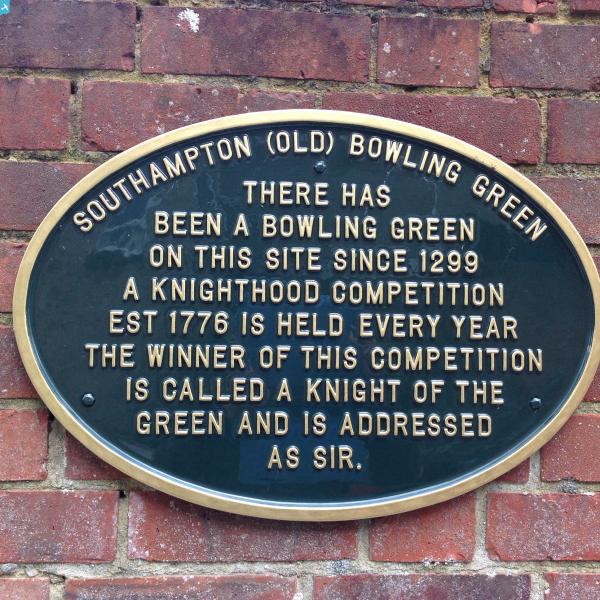 SOUTHAMPTON (OLD) BOWLING GREEN
THERE HAS
BEEN A BOWLING GREEN
ON THIS SITE SINCE 1299
A KNIGHTHOOD COMPETITION
EST 1776 IS HELD EVERY YEAR
THE WINNER OF THIS COMPETITION
IS CALLED A KNIGHT OF THE
GREEN AND IS ADDRESSED
AS SIR.